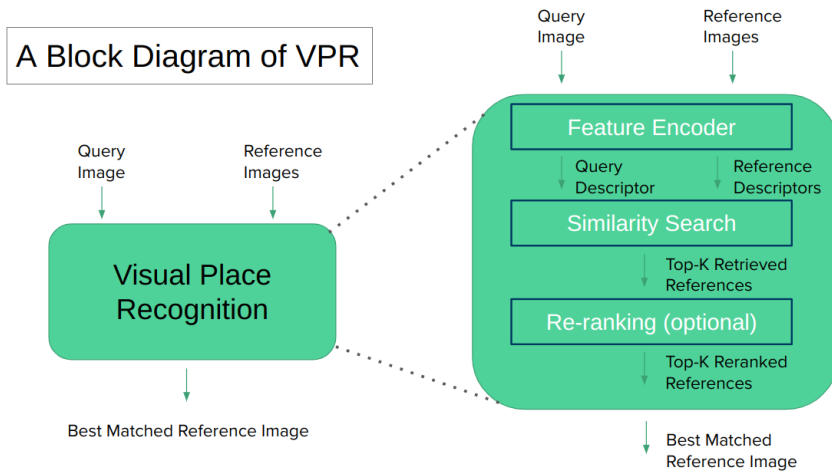 A Block Diagram of VPR
Query
Image
Reference
Images
Visual Place
Recognition
Best Matched Reference Image
Query
Image
Reference
Images
Feature Encoder
Query
Descriptor
Reference
Descriptors
Similarity Search
Top-K Retrieved
References
Re-ranking (optional)
Top-K Reranked
References
Best Matched
Reference Image